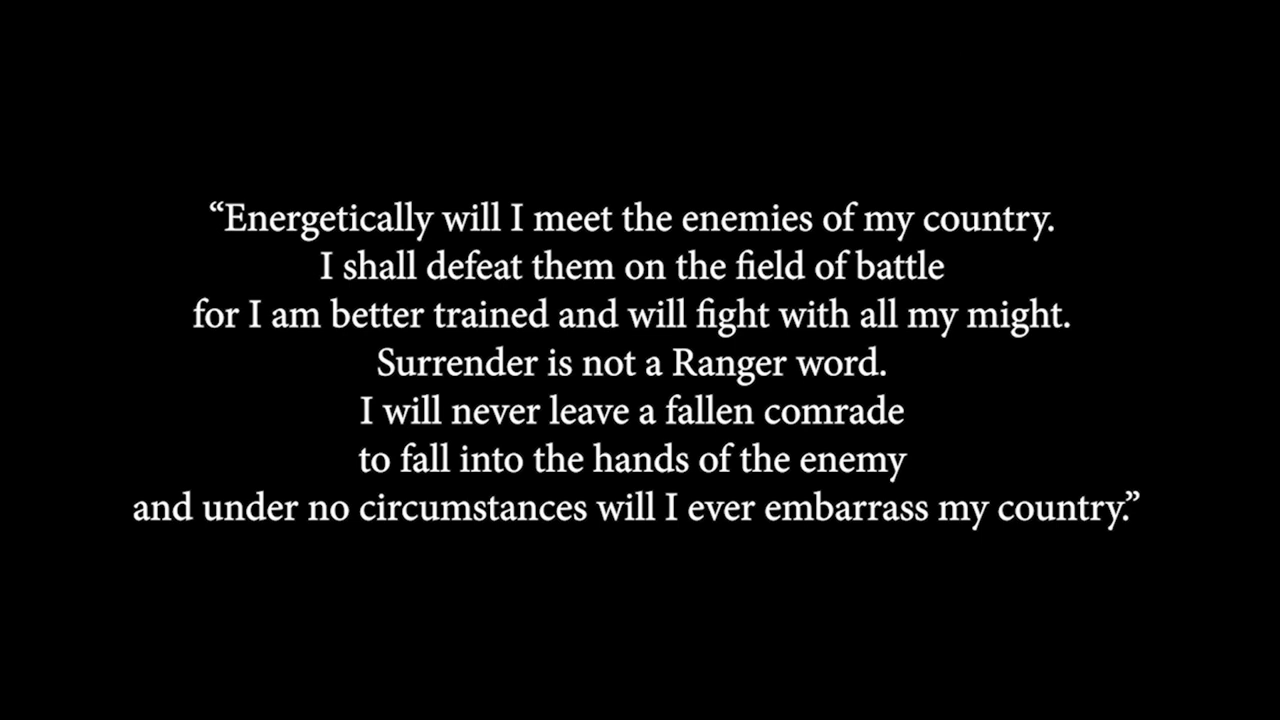 “Energetically will I meet the enemies of my country.
I shall defeat them on the field of battle
for I am better trained and will fight with all my might.
Surrender is not a Ranger word.
I will never leave a fallen comrade
to fall into the hands of the enemy
and under no circumstances will I ever embarrass my country.”